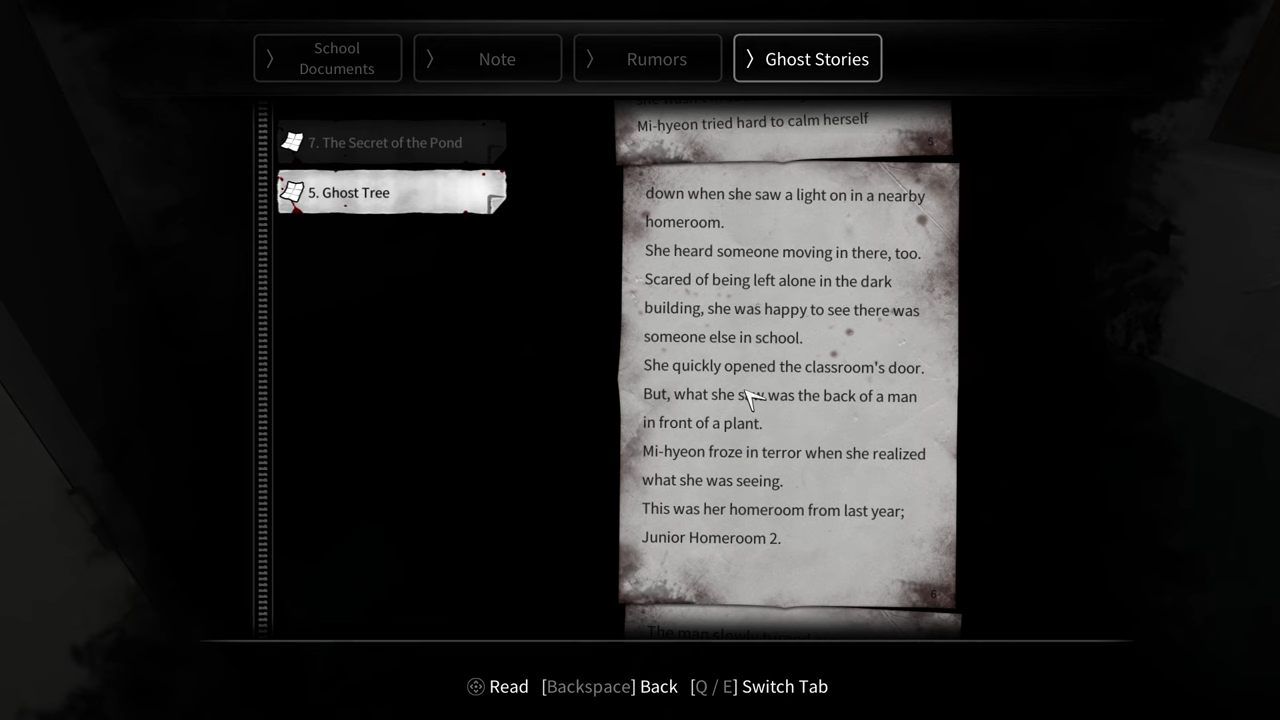 School
Documents
Note
Rumors
Ghost Stories
7. The Secret of the Pond
5. Ghost Tree
Mi-hyeon tried hard to calm herself
5
down when she saw a light on in a nearby
homeroom.
She heard someone moving in there, too.
Scared of being left alone in the dark
building, she was happy to see there was
someone else in school.
She quickly opened the classroom's door.
But, what she saw was the back of a man
in front of a plant.
Mi-hyeon froze in terror when she realized
what she was seeing.
This was her homeroom from last year;
Junior Homeroom 2.
6
The man slowly turned
Read [Backspace] Back [Q / E] Switch Tab